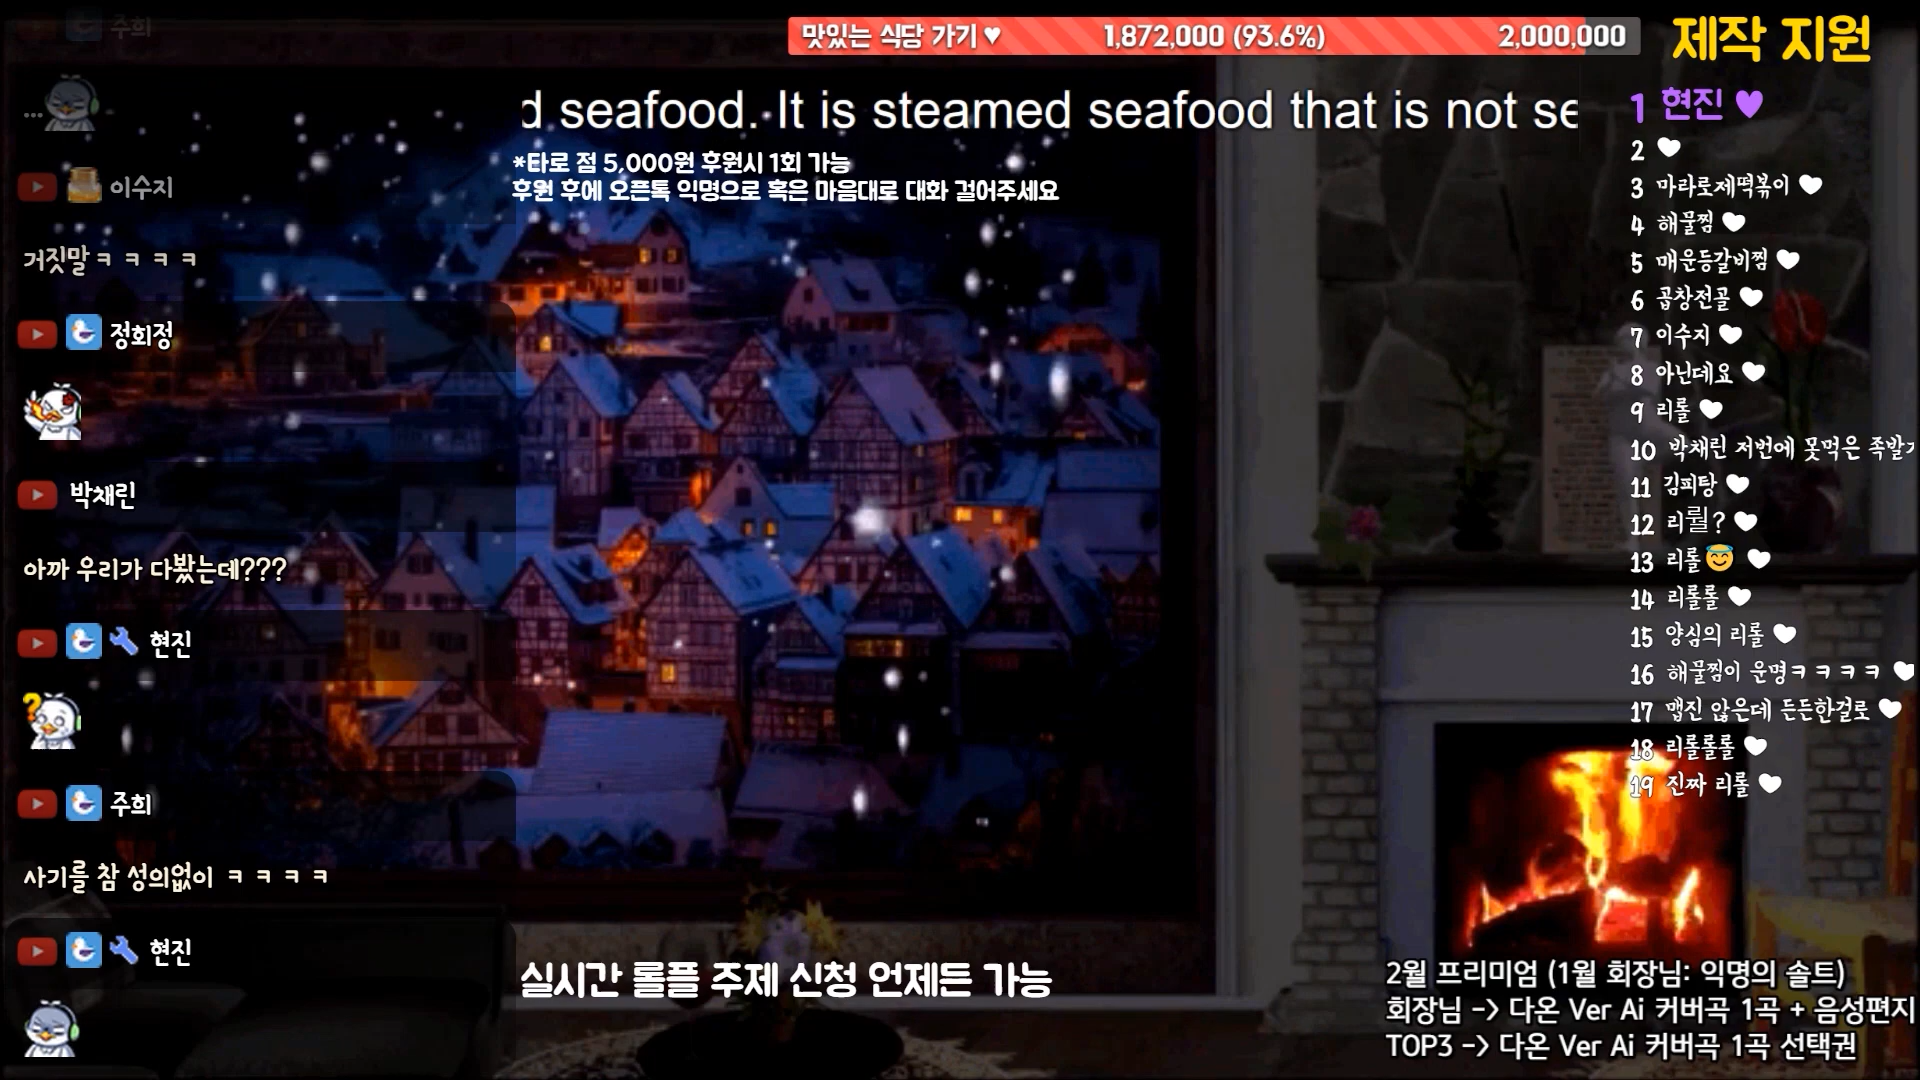 주희
맛있는 식당 가기 ♥ 1,872,000 (93.6%) 2,000,000
제작 지원
d seafood. It is steamed seafood that is not se
*타로 점 5,000원 후원시 1회 가능
후원 후에 오픈톡 익명으로 혹은 마음대로 대화 걸어주세요
...
이수지
거짓말ㅋㅋㅋㅋ
정회정
박채린
아까 우리가 다봤는데???
현진
주희
사기를 참 성의없이 ㅋㅋㅋㅋ
현진
1 현진 ♥
2 ♥
3 마라로제떡볶이 ♥
4 해물찜 ♥
5 매운등갈비찜 ♥
6 곱창전골 ♥
7 이수지 ♥
8 아닌데요 ♥
9 리롤 ♥
10 박채린 저번에 못먹은 족발
11 김피탕 ♥
12 리뤌? ♥
13 리롤😇 ♥
14 리롤롤 ♥
15 양심의 리롤 ♥
16 해물찜이 운명ㅋㅋㅋㅋ ♥
17 맵진 않은데 든든한걸로 ♥
18 리롤롤롤 ♥
19 진짜 리롤 ♥
실시간 롤플 주제 신청 언제든 가능
2월 프리미엄 (1월 회장님: 익명의 솔트)
회장님 -> 다온 Ver Ai 커버곡 1곡 + 음성편지
TOP3 -> 다온 Ver Ai 커버곡 1곡 선택권